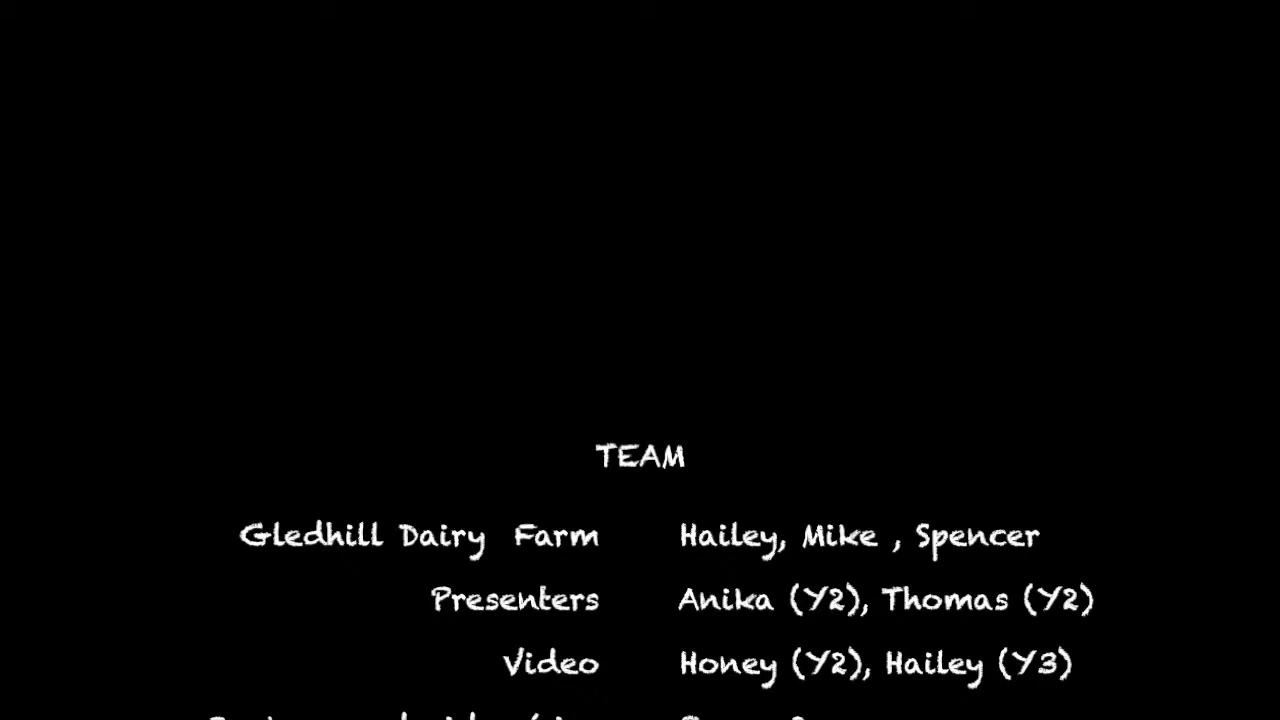 TEAM
Gledhill Dairy Farm Hailey, Mike , Spencer
Presenters Anika (Y2), Thomas (Y2)
Video Honey (Y2), Hailey (Y3)